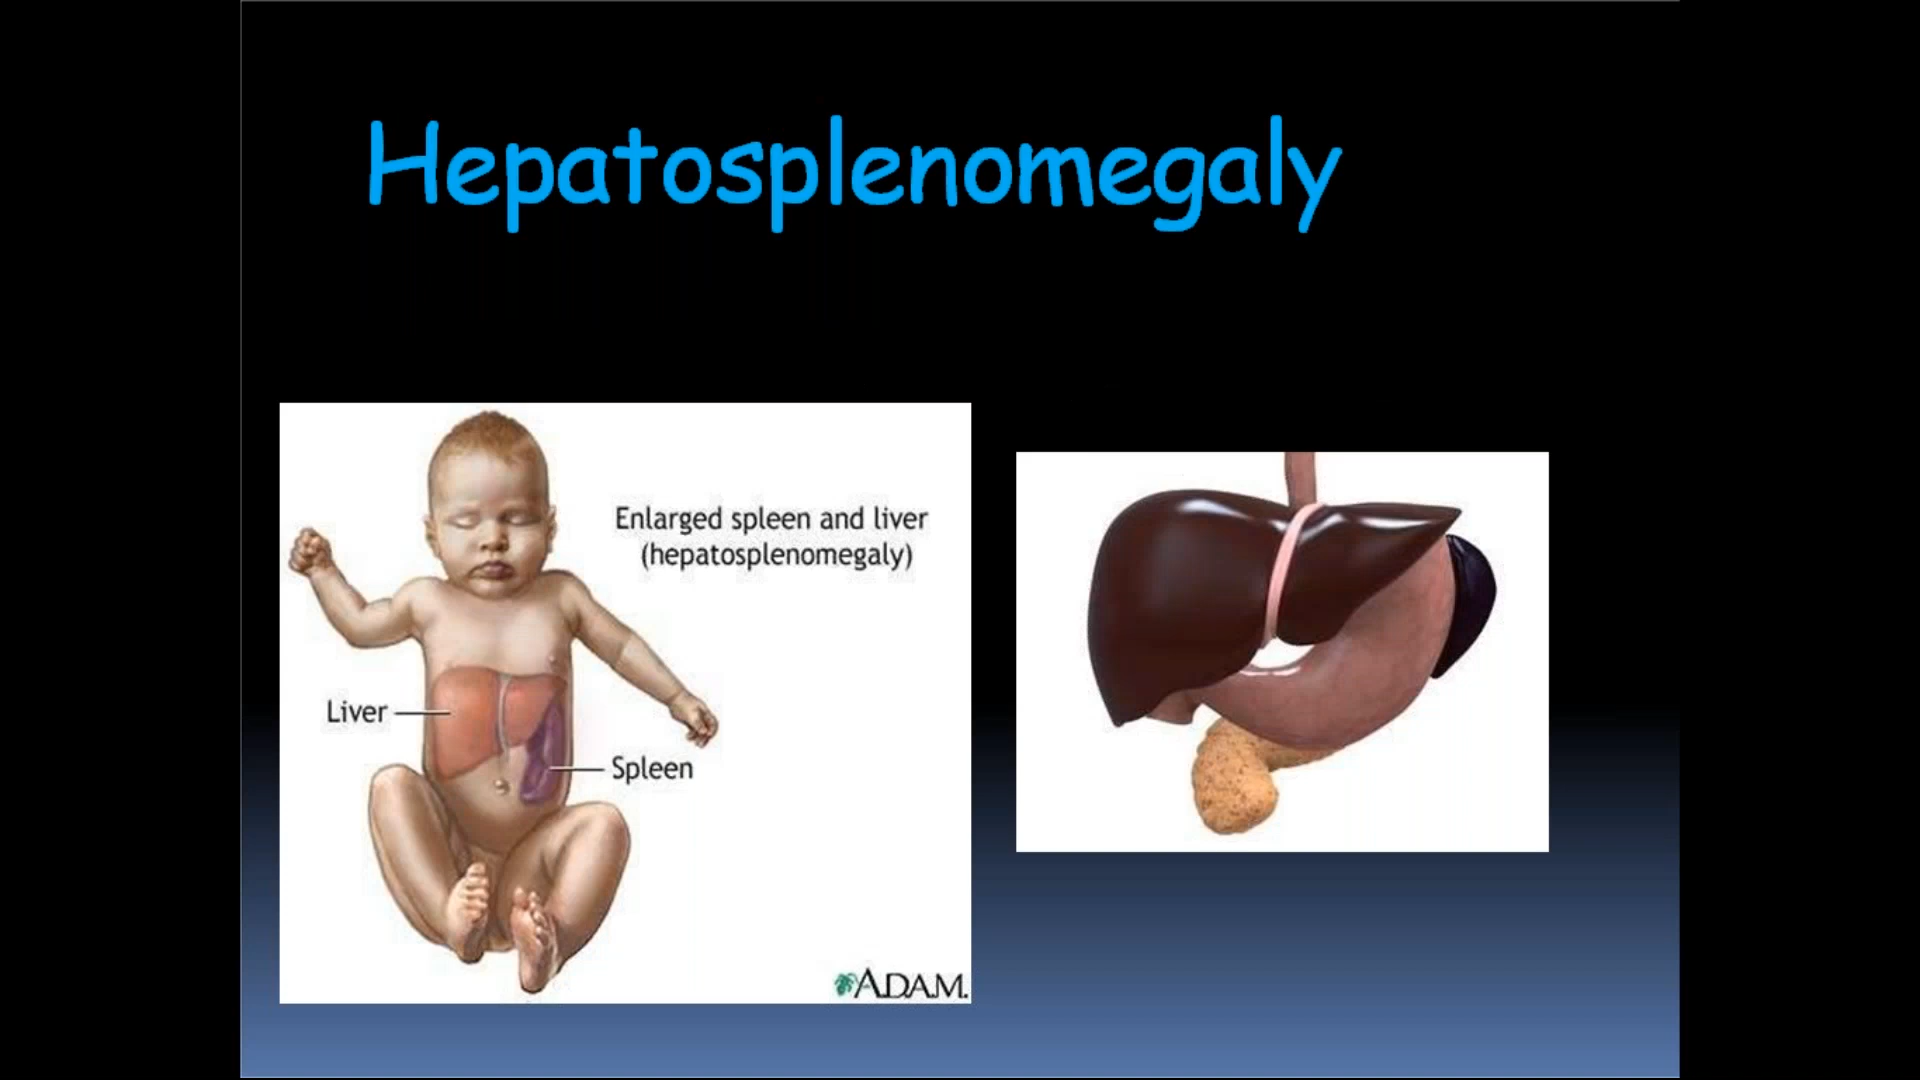 Hepatosplenomegaly
Enlarged spleen and liver
(hepatosplenomegaly)
Liver
Spleen
A.D.A.M.